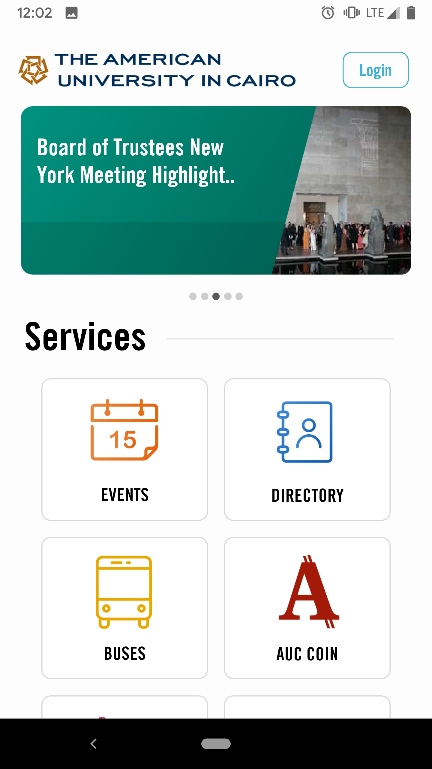 12:02
LTE
THE AMERICAN
UNIVERSITY IN CAIRO
Login
Board of Trustees New
York Meeting Highlight..
Services
15
EVENTS
DIRECTORY
BUSES
A
AUC COIN